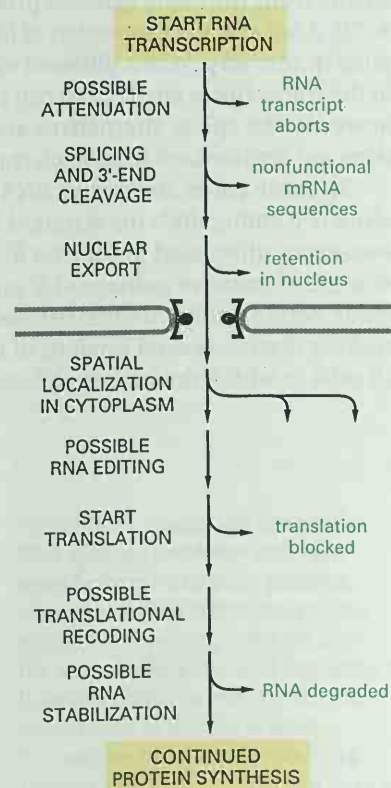 START RNA
TRANSCRIPTION
POSSIBLE
ATTENUATION
RNA
transcript
aborts
SPLICING
AND 3'-END
CLEAVAGE
nonfunctional
mRNA
sequences
NUCLEAR
EXPORT
retention
in nucleus
SPATIAL
LOCALIZATION
IN CYTOPLASM
POSSIBLE
RNA EDITING
START
TRANSLATION
translation
blocked
POSSIBLE
TRANSLATIONAL
RECODING
POSSIBLE
RNA
STABILIZATION
RNA degraded
CONTINUED
PROTEIN SYNTHESIS